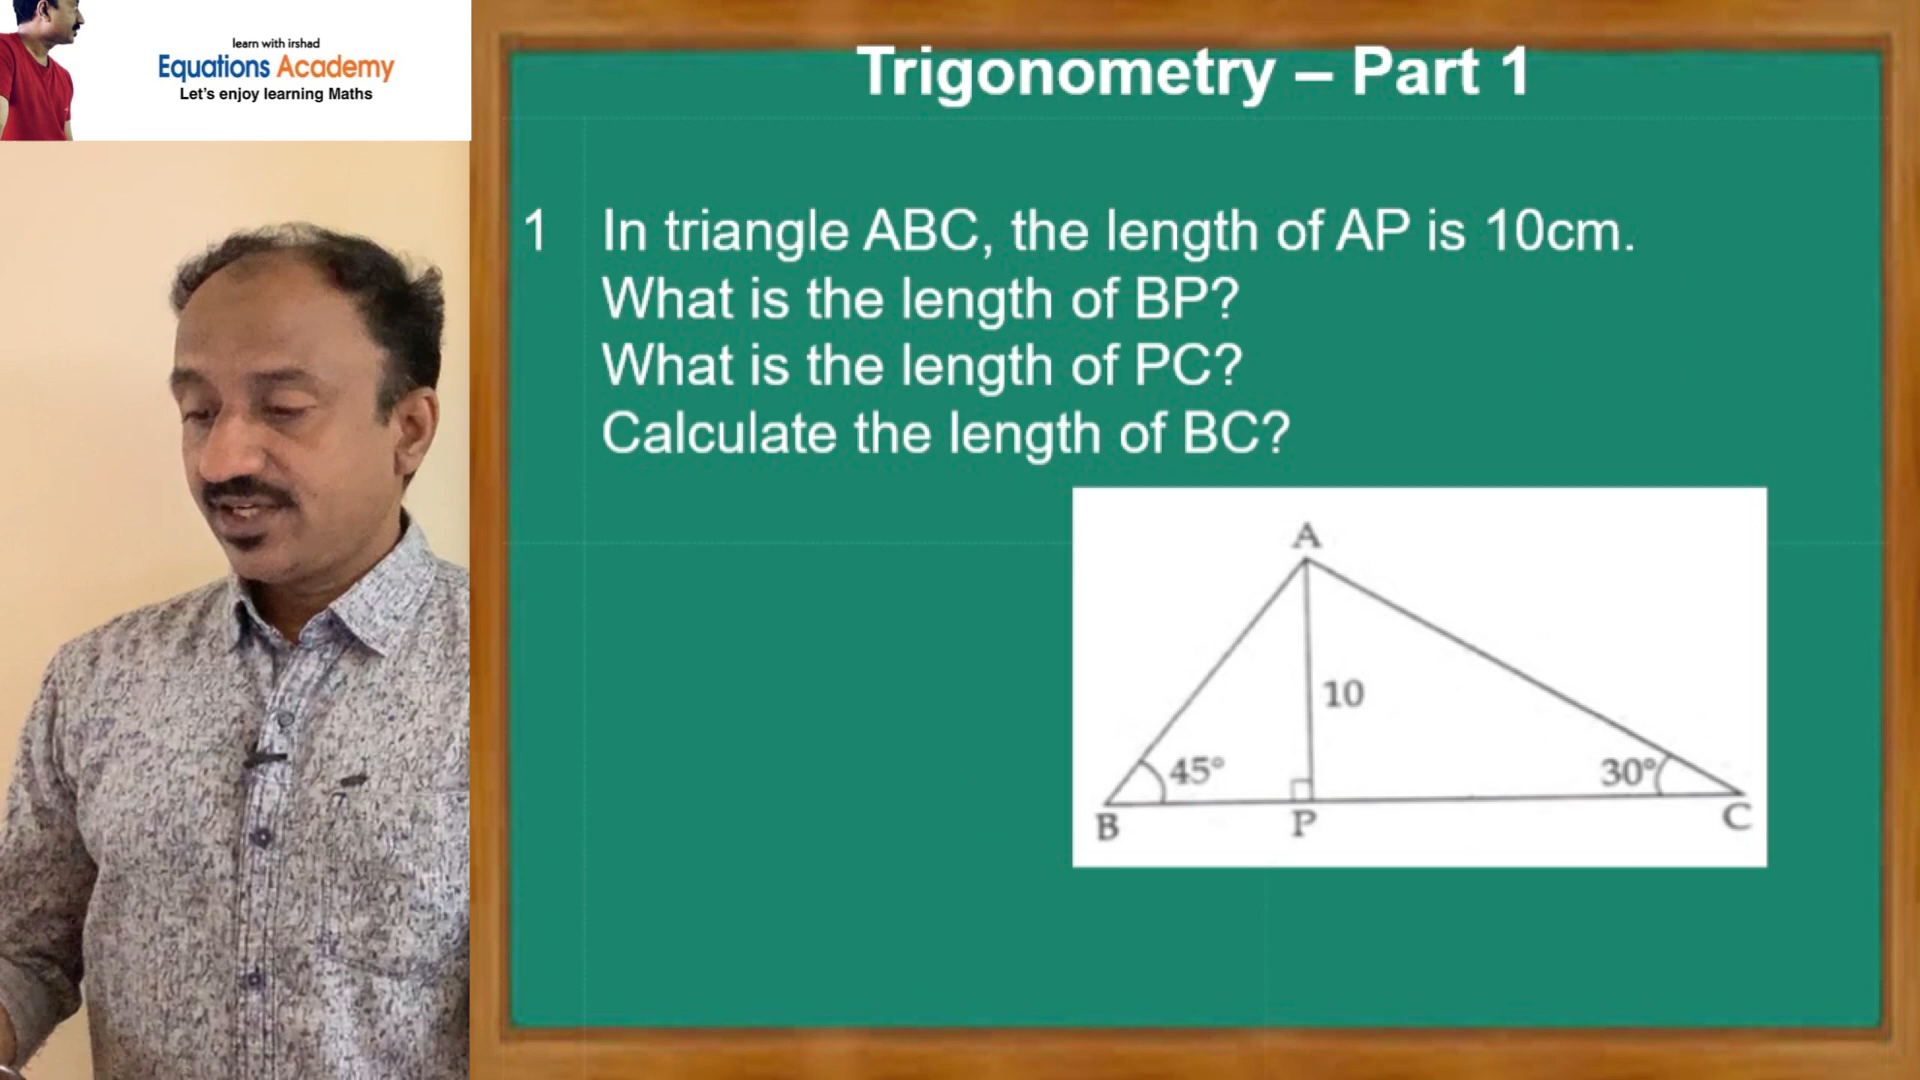 learn with irshad
Equations Academy
Let's enjoy learning Maths
Trigonometry – Part 1
1 In triangle ABC, the length of AP is 10cm.
What is the length of BP?
What is the length of PC?
Calculate the length of BC?
A
10
45° 30°
B P C